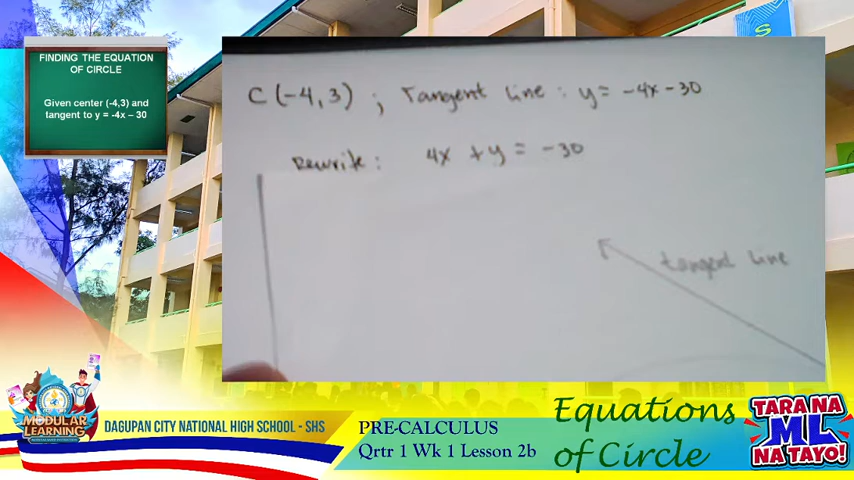 FINDING THE EQUATION
OF CIRCLE
Given center (-4,3) and
tangent to y = -4x – 30
C (-4, 3) ; Tangent line : y = -4x - 30
Rewrite : 4x + y = -30
tangent line
S
MODULAR
LEARNING
DAGUPAN CITY NATIONAL HIGH SCHOOL - SHS
PRE-CALCULUS
Qrtr 1 Wk 1 Lesson 2b
Equations
of Circle
TARA NA
ML
NA TAYO!